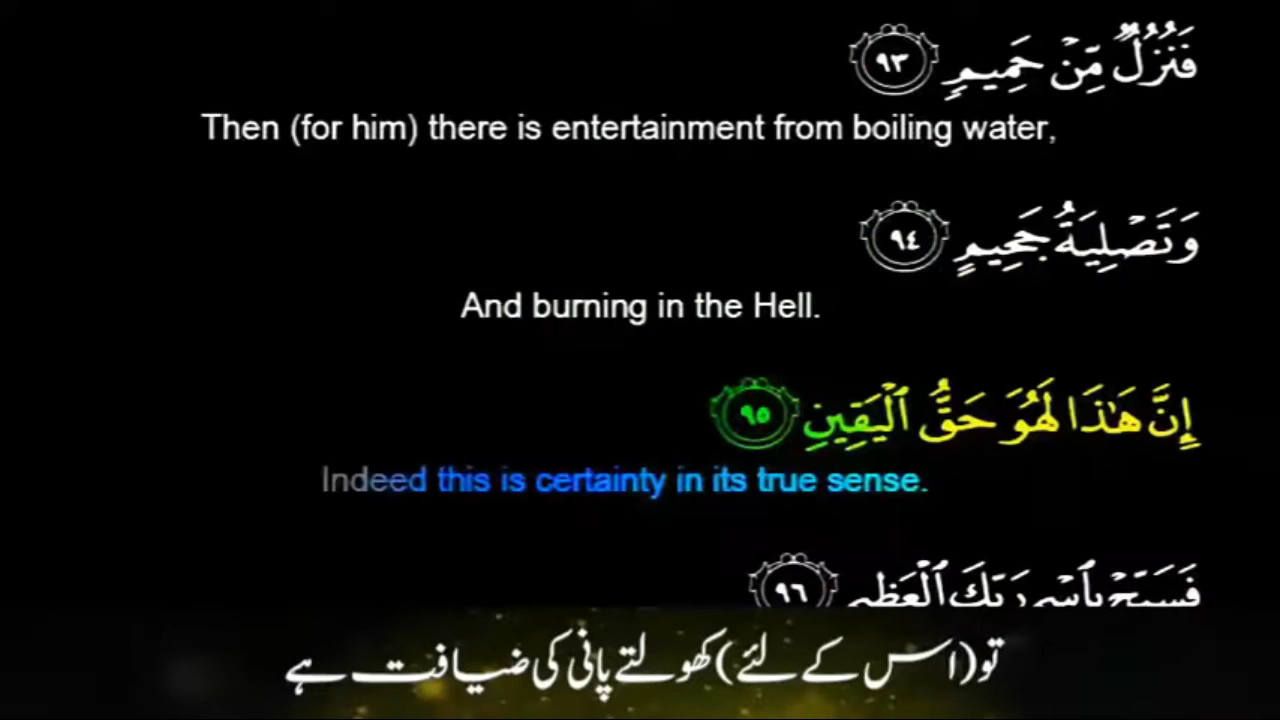 فَنُزُلٌ مِّنْ حَمِيمٍ ٩٣
Then (for him) there is entertainment from boiling water,
وَتَصْلِيَةُ جَحِيمٍ ٩٤
And burning in the Hell.
إِنَّ هَٰذَا لَهُوَ حَقُّ ٱلْيَقِينِ ٩٥
Indeed this is certainty in its true sense.
فَسَبِّحْ بِٱسْمِ رَبِّكَ ٱلْعَظِيمِ ٩٦
تو (اس کے لئے) کھولتے پانی کی ضیافت ہے